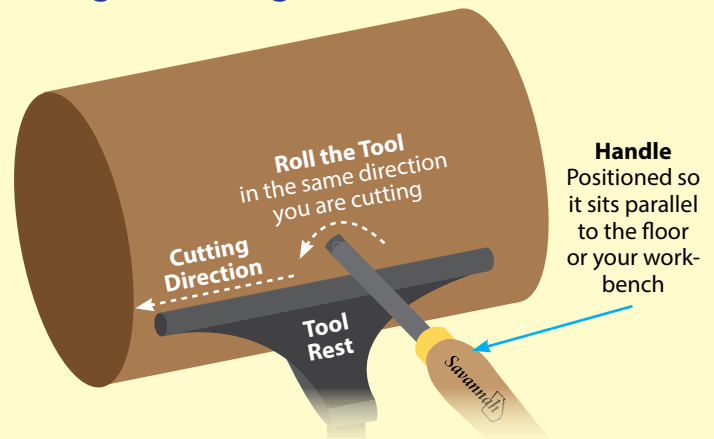 Roll the Tool
in the same direction
you are cutting
Cutting
Direction
Tool
Rest
Handle
Positioned so
it sits parallel
to the floor
or your work-
bench
Savannah